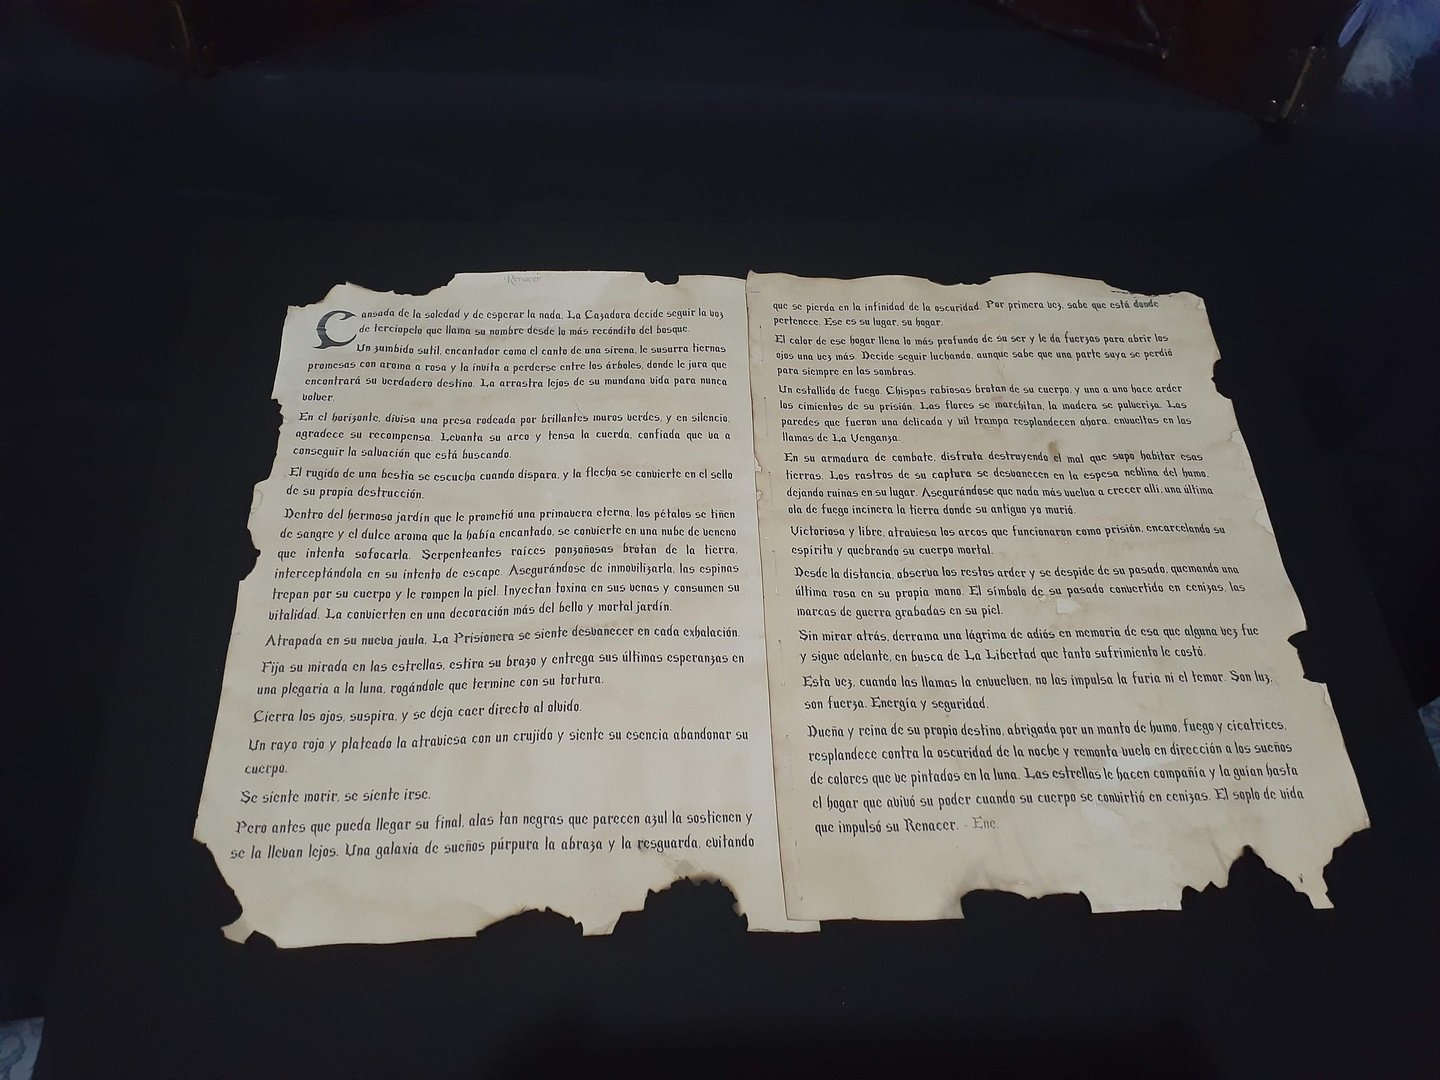 Renacer
Cansada de la soledad y de esperar la nada, La Cazadora decide seguir la voz
de terciopelo que llama su nombre desde lo más recóndito del bosque.
Un zumbido sutil, encantador como el canto de una sirena, le susurra tiernas
promesas con aroma a rosa y la invita a perderse entre los árboles, donde le jura que
encontrará su verdadero destino. La arrastra lejos de su mundana vida para nunca
volver.
En el horizonte, divisa una presa rodeada por brillantes muros verdes, y en silencio,
agradece su recompensa. Levanta su arco y tensa la cuerda, confiada que va a
conseguir la salvación que está buscando.
El rugido de una bestia se escucha cuando dispara, y la flecha se convierte en el sello
de su propia destrucción.
Dentro del hermoso jardín que le prometió una primavera eterna, los pétalos se tiñen
de sangre y el dulce aroma que la había encantado, se convierte en una nube de veneno
que intenta sofocarla. Serpenteantes raíces ponzoñosas brotan de la tierra,
interceptándola en su intento de escape. Asegurándose de inmovilizarla, las espinas
trepan por su cuerpo y le rompen la piel. Inyectan toxina en sus venas y consumen su
vitalidad. La convierten en una decoración más del bello y mortal jardín.
Atrapada en su nueva jaula, La Prisionera se siente desvanecer en cada exhalación.
Fija su mirada en las estrellas, estira su brazo y entrega sus últimas esperanzas en
una plegaria a la luna, rogándole que termine con su tortura.
Cierra los ojos, suspira, y se deja caer directo al olvido.
Un rayo rojo y plateado la atraviesa con un crujido y siente su esencia abandonar su
cuerpo.
Se siente morir, se siente irse.
Pero antes que pueda llegar su final, alas tan negras que parecen azul la sostienen y
se la llevan lejos. Una galaxia de sueños púrpura la abraza y la resguarda, evitando
que se pierda en la infinidad de la oscuridad. Por primera vez, sabe que está donde
pertenece. Ese es su lugar, su hogar.
El calor de ese hogar llena lo más profundo de su ser y le da fuerzas para abrir los
ojos una vez más. Decide seguir luchando, aunque sabe que una parte suya se perdió
para siempre en las sombras.
Un estallido de fuego. Chispas rabiosas brotan de su cuerpo, y uno a uno hace arder
los cimientos de su prisión. Las flores se marchitan, la madera se pulveriza. Las
paredes que fueron una delicada y vil trampa resplandecen ahora, envueltas en las
llamas de La Venganza.
En su armadura de combate, disfruta destruyendo el mal que supo habitar esas
tierras. Los rastros de su captura se desvanecen en la espesa neblina del humo,
dejando ruinas en su lugar. Asegurándose que nada más vuelva a crecer allí, una última
ola de fuego incinera la tierra donde su antiguo yo murió.
Victoriosa y libre, atraviesa los arcos que funcionaron como prisión, encarcelando su
espíritu y quebrando su cuerpo mortal.
Desde la distancia, observa los restos arder y se despide de su pasado, quemando una
última rosa en su propia mano. El símbolo de su pasado convertido en cenizas, las
marcas de guerra grabadas en su piel.
Sin mirar atrás, derrama una lágrima de adiós en memoria de esa que alguna vez fue
y sigue adelante, en busca de La Libertad que tanto sufrimiento le costó.
Esta vez, cuando las llamas la envuelven, no las impulsa la furia ni el temor. Son luz,
son fuerza. Energía y seguridad.
Dueña y reina de su propio destino, abrigada por un manto de humo, fuego y cicatrices,
resplandece contra la oscuridad de la noche y remonta vuelo en dirección a los sueños
de colores que ve pintados en la luna. Las estrellas le hacen compañía y la guían hasta
el hogar que avivó su poder cuando su cuerpo se convirtió en cenizas. El soplo de vida
que impulsó su Renacer. - Ene.